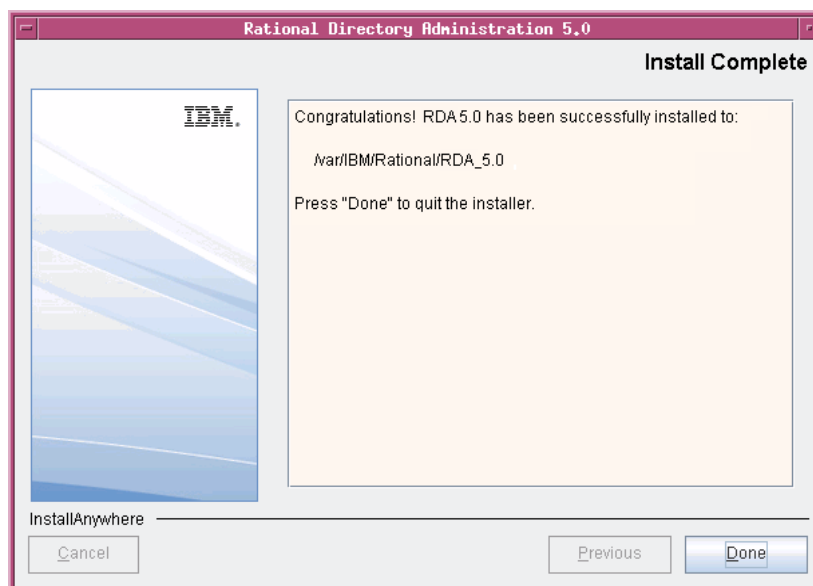 Rational Directory Administration 5.0
Install Complete
IBM.
Congratulations! RDA 5.0 has been successfully installed to:
/var/IBM/Rational/RDA_5.0
Press "Done" to quit the installer.
InstallAnywhere
Cancel
Previous
Done